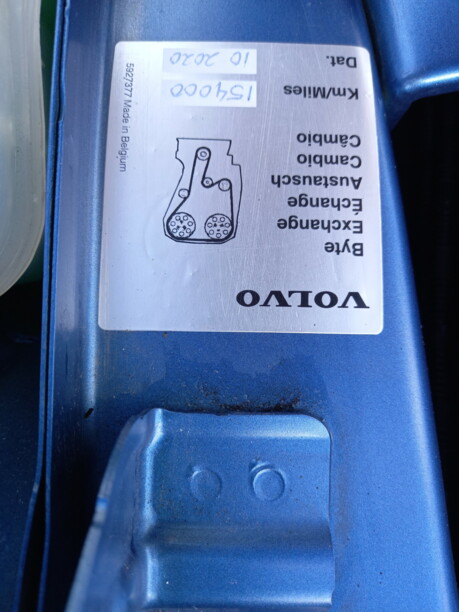 VOLVO
Byte
Exchange
Échange
Austausch
Cambio
Câmbio
Km/Miles 154000
Dat. 10 2020
5927377 Made in Belgium